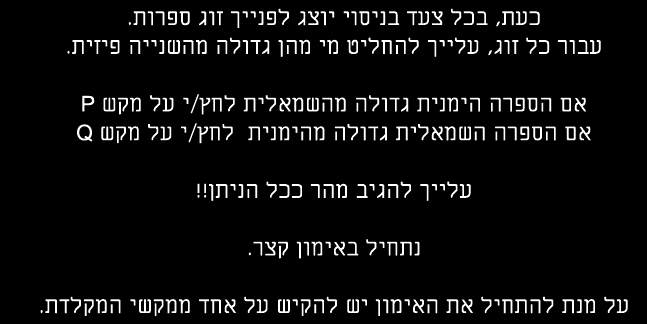 כעת, בכל צעד בניסוי יוצג לפנייך זוג ספרות.
עבור כל זוג, עלייך להחליט מי מהן גדולה מהשנייה פיזית.
אם הספרה הימנית גדולה מהשמאלית לחץ/י על מקש P
אם הספרה השמאלית גדולה מהימנית לחץ/י על מקש Q
עלייך להגיב מהר ככל הניתן!!
נתחיל באימון קצר.
על מנת להתחיל את האימון יש להקיש על אחד ממקשי המקלדת.